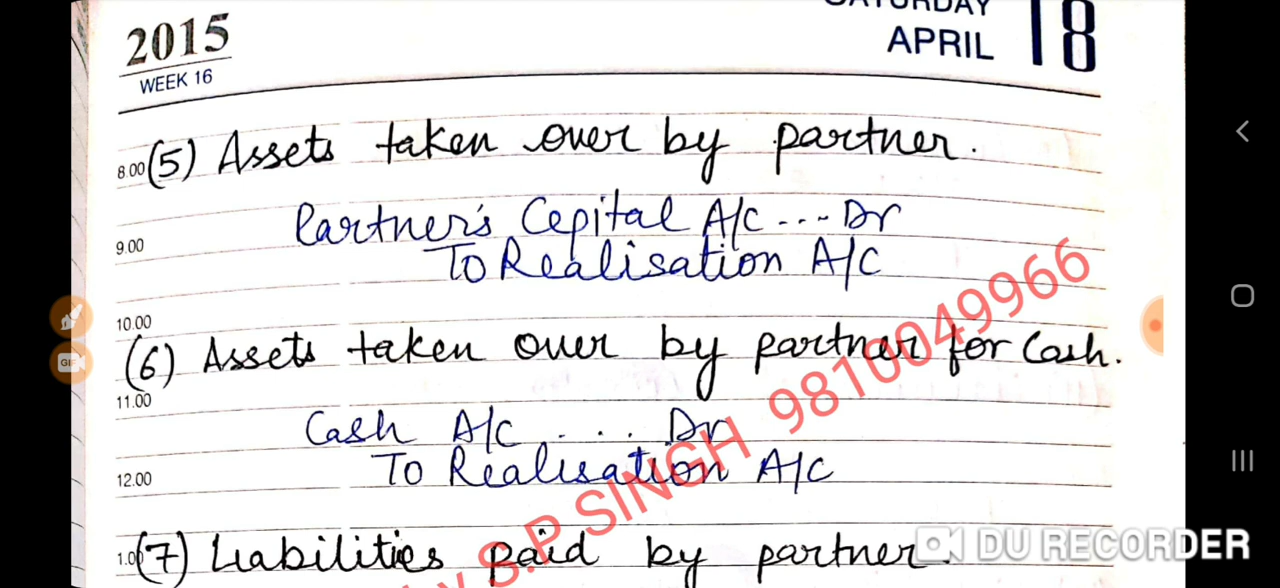 2015
WEEK 16
SATURDAY
APRIL 18
8.00 (5) Assets taken over by partner.
Partner's Cepital A/c ... Dr
9.00
To Realisation A/c
10.00
(6) Assets taken over by partner for Cash.
11.00
Cash A/c ..... Dr
To Realisation A/c
12.00
1.00 (7) Liabilities paid by partner.
S.P SINGH 9810049966
GIF
DU RECORDER